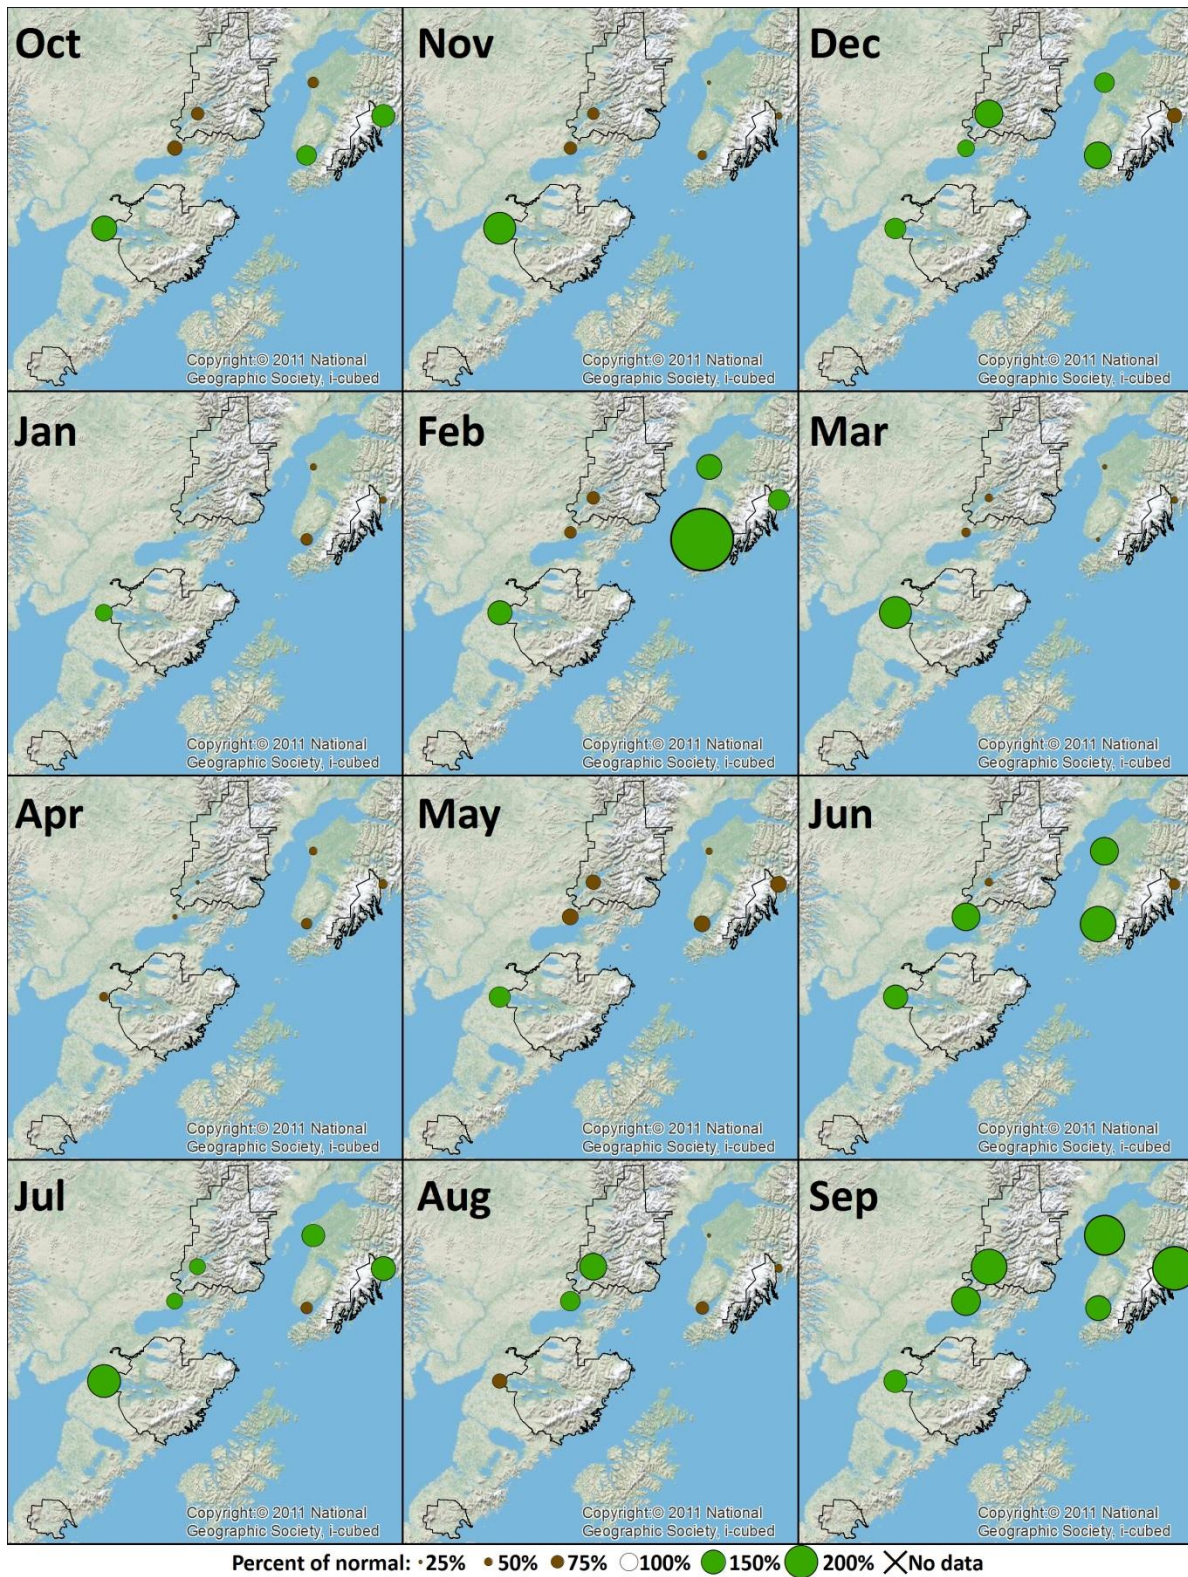 Oct
Nov
Dec
Copyright:© 2011 National
Geographic Society, i-cubed
Copyright:© 2011 National
Geographic Society, i-cubed
Copyright:© 2011 National
Geographic Society, i-cubed
Jan
Feb
Mar
Copyright:© 2011 National
Geographic Society, i-cubed
Copyright:© 2011 National
Geographic Society, i-cubed
Copyright:© 2011 National
Geographic Society, i-cubed
Apr
May
Jun
Copyright:© 2011 National
Geographic Society, i-cubed
Copyright:© 2011 National
Geographic Society, i-cubed
Copyright:© 2011 National
Geographic Society, i-cubed
Jul
Aug
Sep
Copyright:© 2011 National
Geographic Society, i-cubed
Copyright:© 2011 National
Geographic Society, i-cubed
Copyright:© 2011 National
Geographic Society, i-cubed
Percent of normal: 25% 50% 75% 100% 150% 200% No data